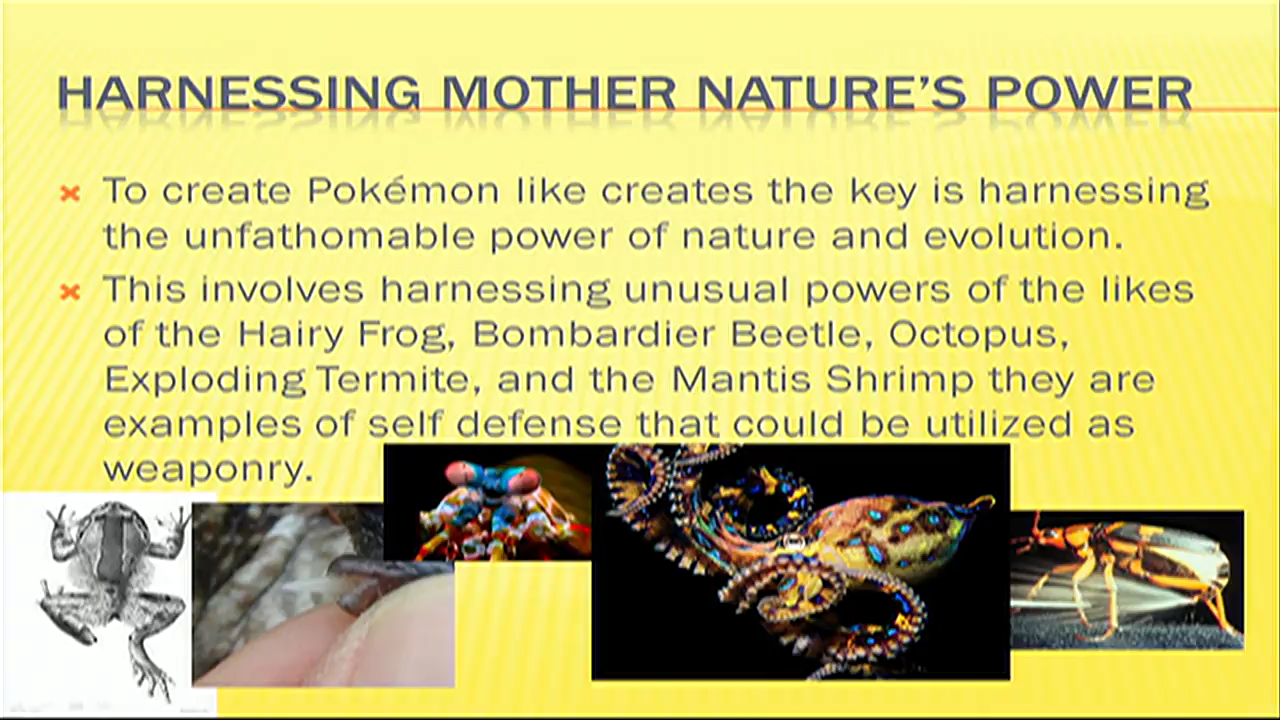 HARNESSING MOTHER NATURE'S POWER
To create Pokémon like creates the key is harnessing
the unfathomable power of nature and evolution.
This involves harnessing unusual powers of the likes
of the Hairy Frog, Bombardier Beetle, Octopus,
Exploding Termite, and the Mantis Shrimp they are
examples of self defense that could be utilized as
weaponry.